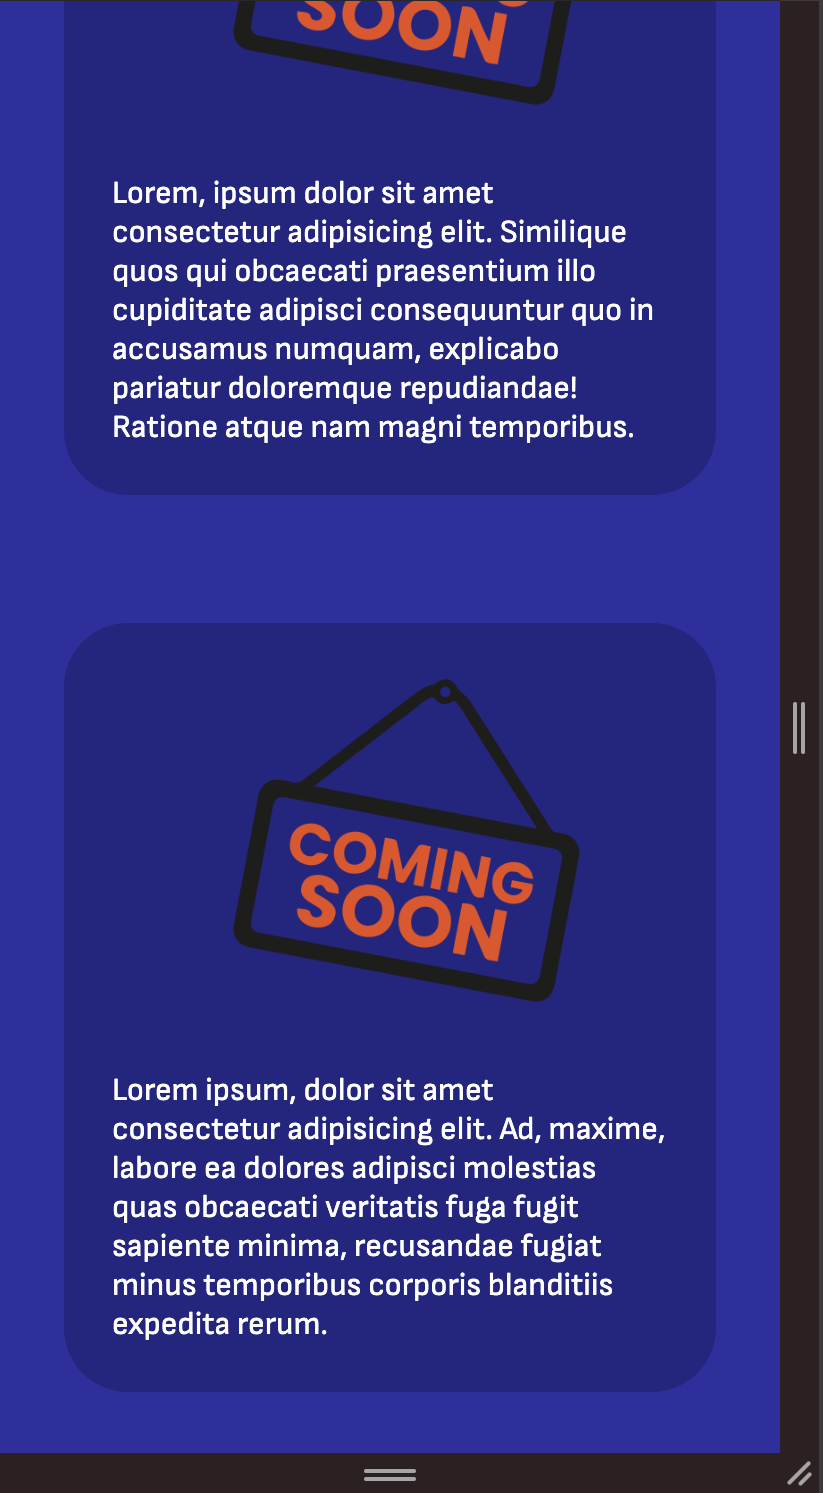 SOON
Lorem, ipsum dolor sit amet
consectetur adipisicing elit. Similique
quos qui obcaecati praesentium illo
cupiditate adipisci consequuntur quo in
accusamus numquam, explicabo
pariatur doloremque repudiandae!
Ratione atque nam magni temporibus.
COMING
SOON
Lorem ipsum, dolor sit amet
consectetur adipisicing elit. Ad, maxime,
labore ea dolores adipisci molestias
quas obcaecati veritatis fuga fugit
sapiente minima, recusandae fugiat
minus temporibus corporis blanditiis
expedita rerum.